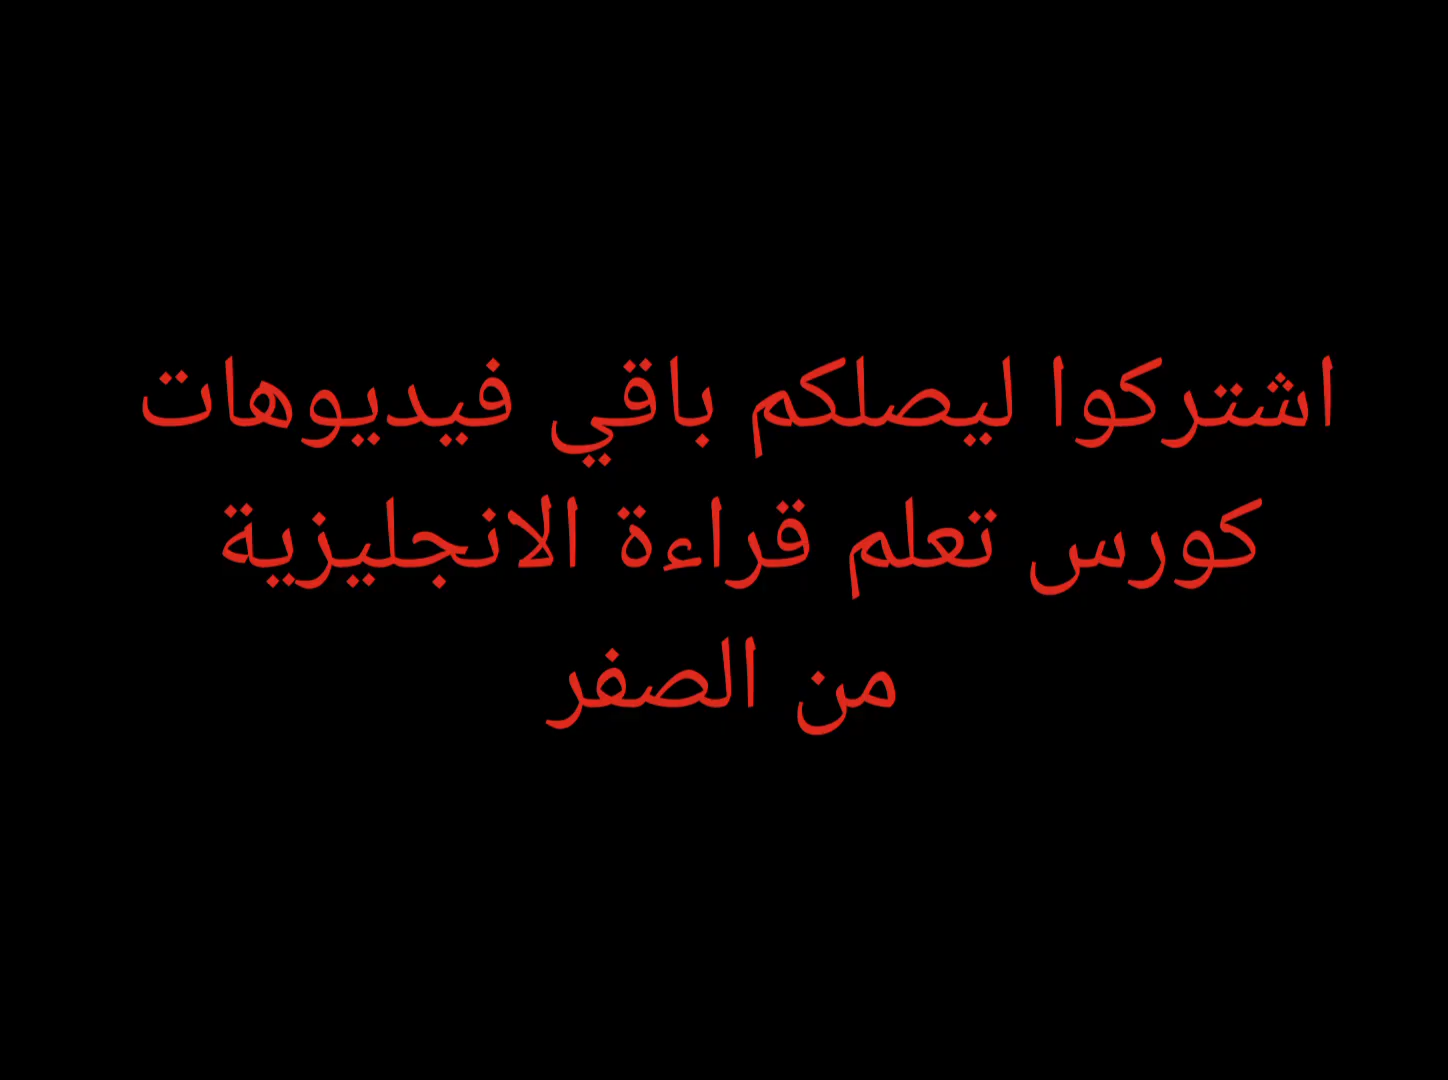 اشتركوا ليصلكم باقي فيديوهات
كورس تعلم قراءة الانجليزية
من الصفر